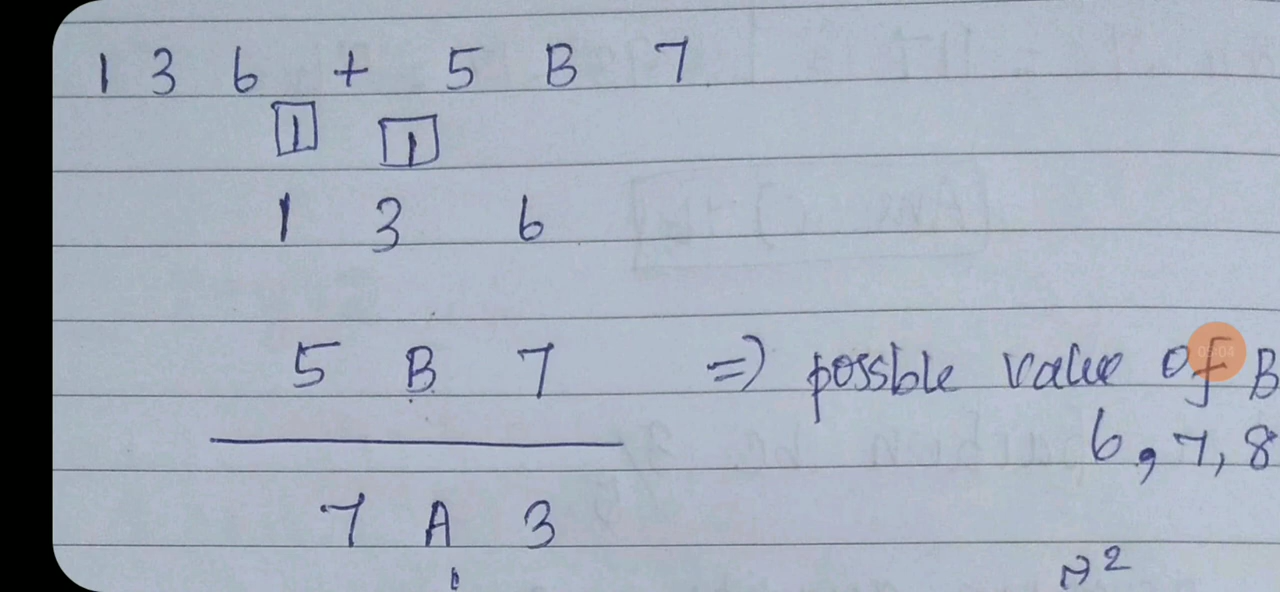 1 3 6 + 5 B 7
1 1
1 3 6
5 B 7 => possble value of B
6, 7, 8
7 A 3